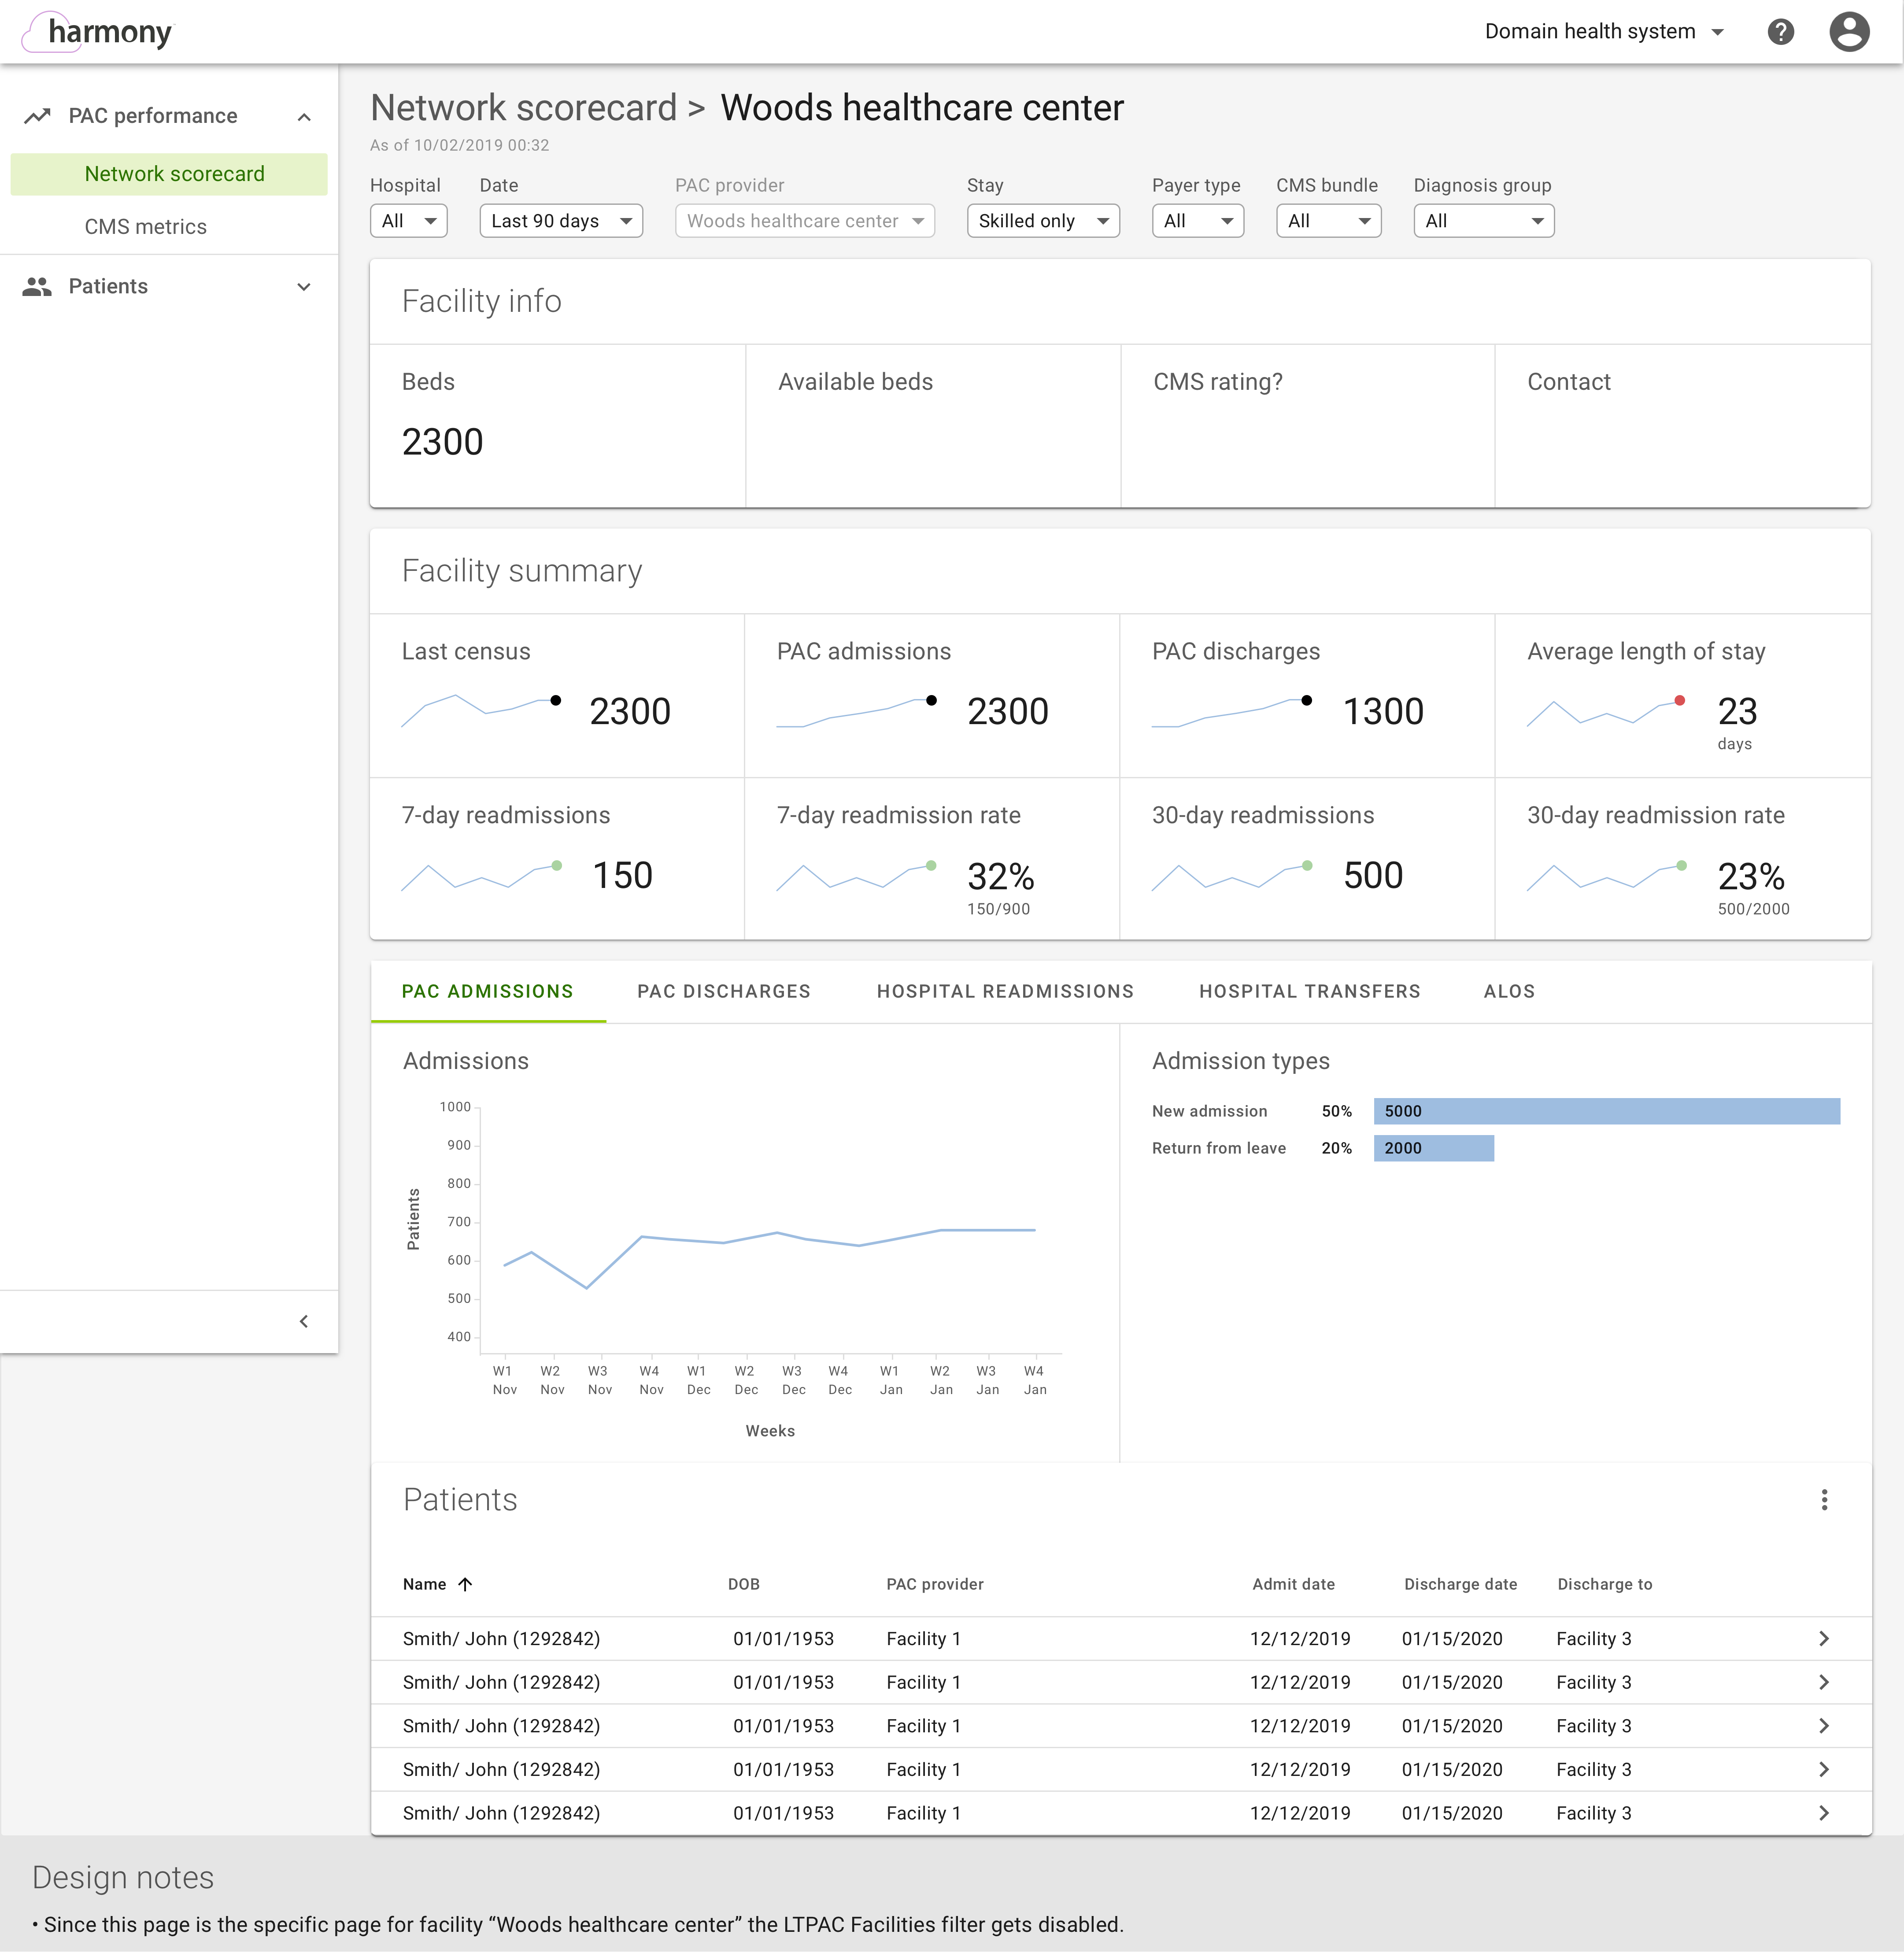 harmony
Domain health system
PAC performance
Network scorecard
CMS metrics
Patients
Network scorecard > Woods healthcare center
As of 10/02/2019 00:32
Hospital Date PAC provider Stay Payer type CMS bundle Diagnosis group
All Last 90 days Woods healthcare center Skilled only All All All
Facility info
Beds Available beds CMS rating? Contact
2300
Facility summary
Last census PAC admissions PAC discharges Average length of stay
2300 2300 1300 23
days
7-day readmissions 7-day readmission rate 30-day readmissions 30-day readmission rate
150 32% 500 23%
150/900 500/2000
PAC ADMISSIONS PAC DISCHARGES HOSPITAL READMISSIONS HOSPITAL TRANSFERS ALOS
Admissions
1000
900
800
700
600
500
400
Patients
W1 W2 W3 W4 W1 W2 W3 W4 W1 W2 W3 W4
Nov Nov Nov Nov Dec Dec Dec Dec Jan Jan Jan Jan
Weeks
Admission types
New admission 50% 5000
Return from leave 20% 2000
Patients
Name DOB PAC provider Admit date Discharge date Discharge to
Smith/ John (1292842) 01/01/1953 Facility 1 12/12/2019 01/15/2020 Facility 3
Smith/ John (1292842) 01/01/1953 Facility 1 12/12/2019 01/15/2020 Facility 3
Smith/ John (1292842) 01/01/1953 Facility 1 12/12/2019 01/15/2020 Facility 3
Smith/ John (1292842) 01/01/1953 Facility 1 12/12/2019 01/15/2020 Facility 3
Smith/ John (1292842) 01/01/1953 Facility 1 12/12/2019 01/15/2020 Facility 3
Design notes
• Since this page is the specific page for facility “Woods healthcare center” the LTPAC Facilities filter gets disabled.